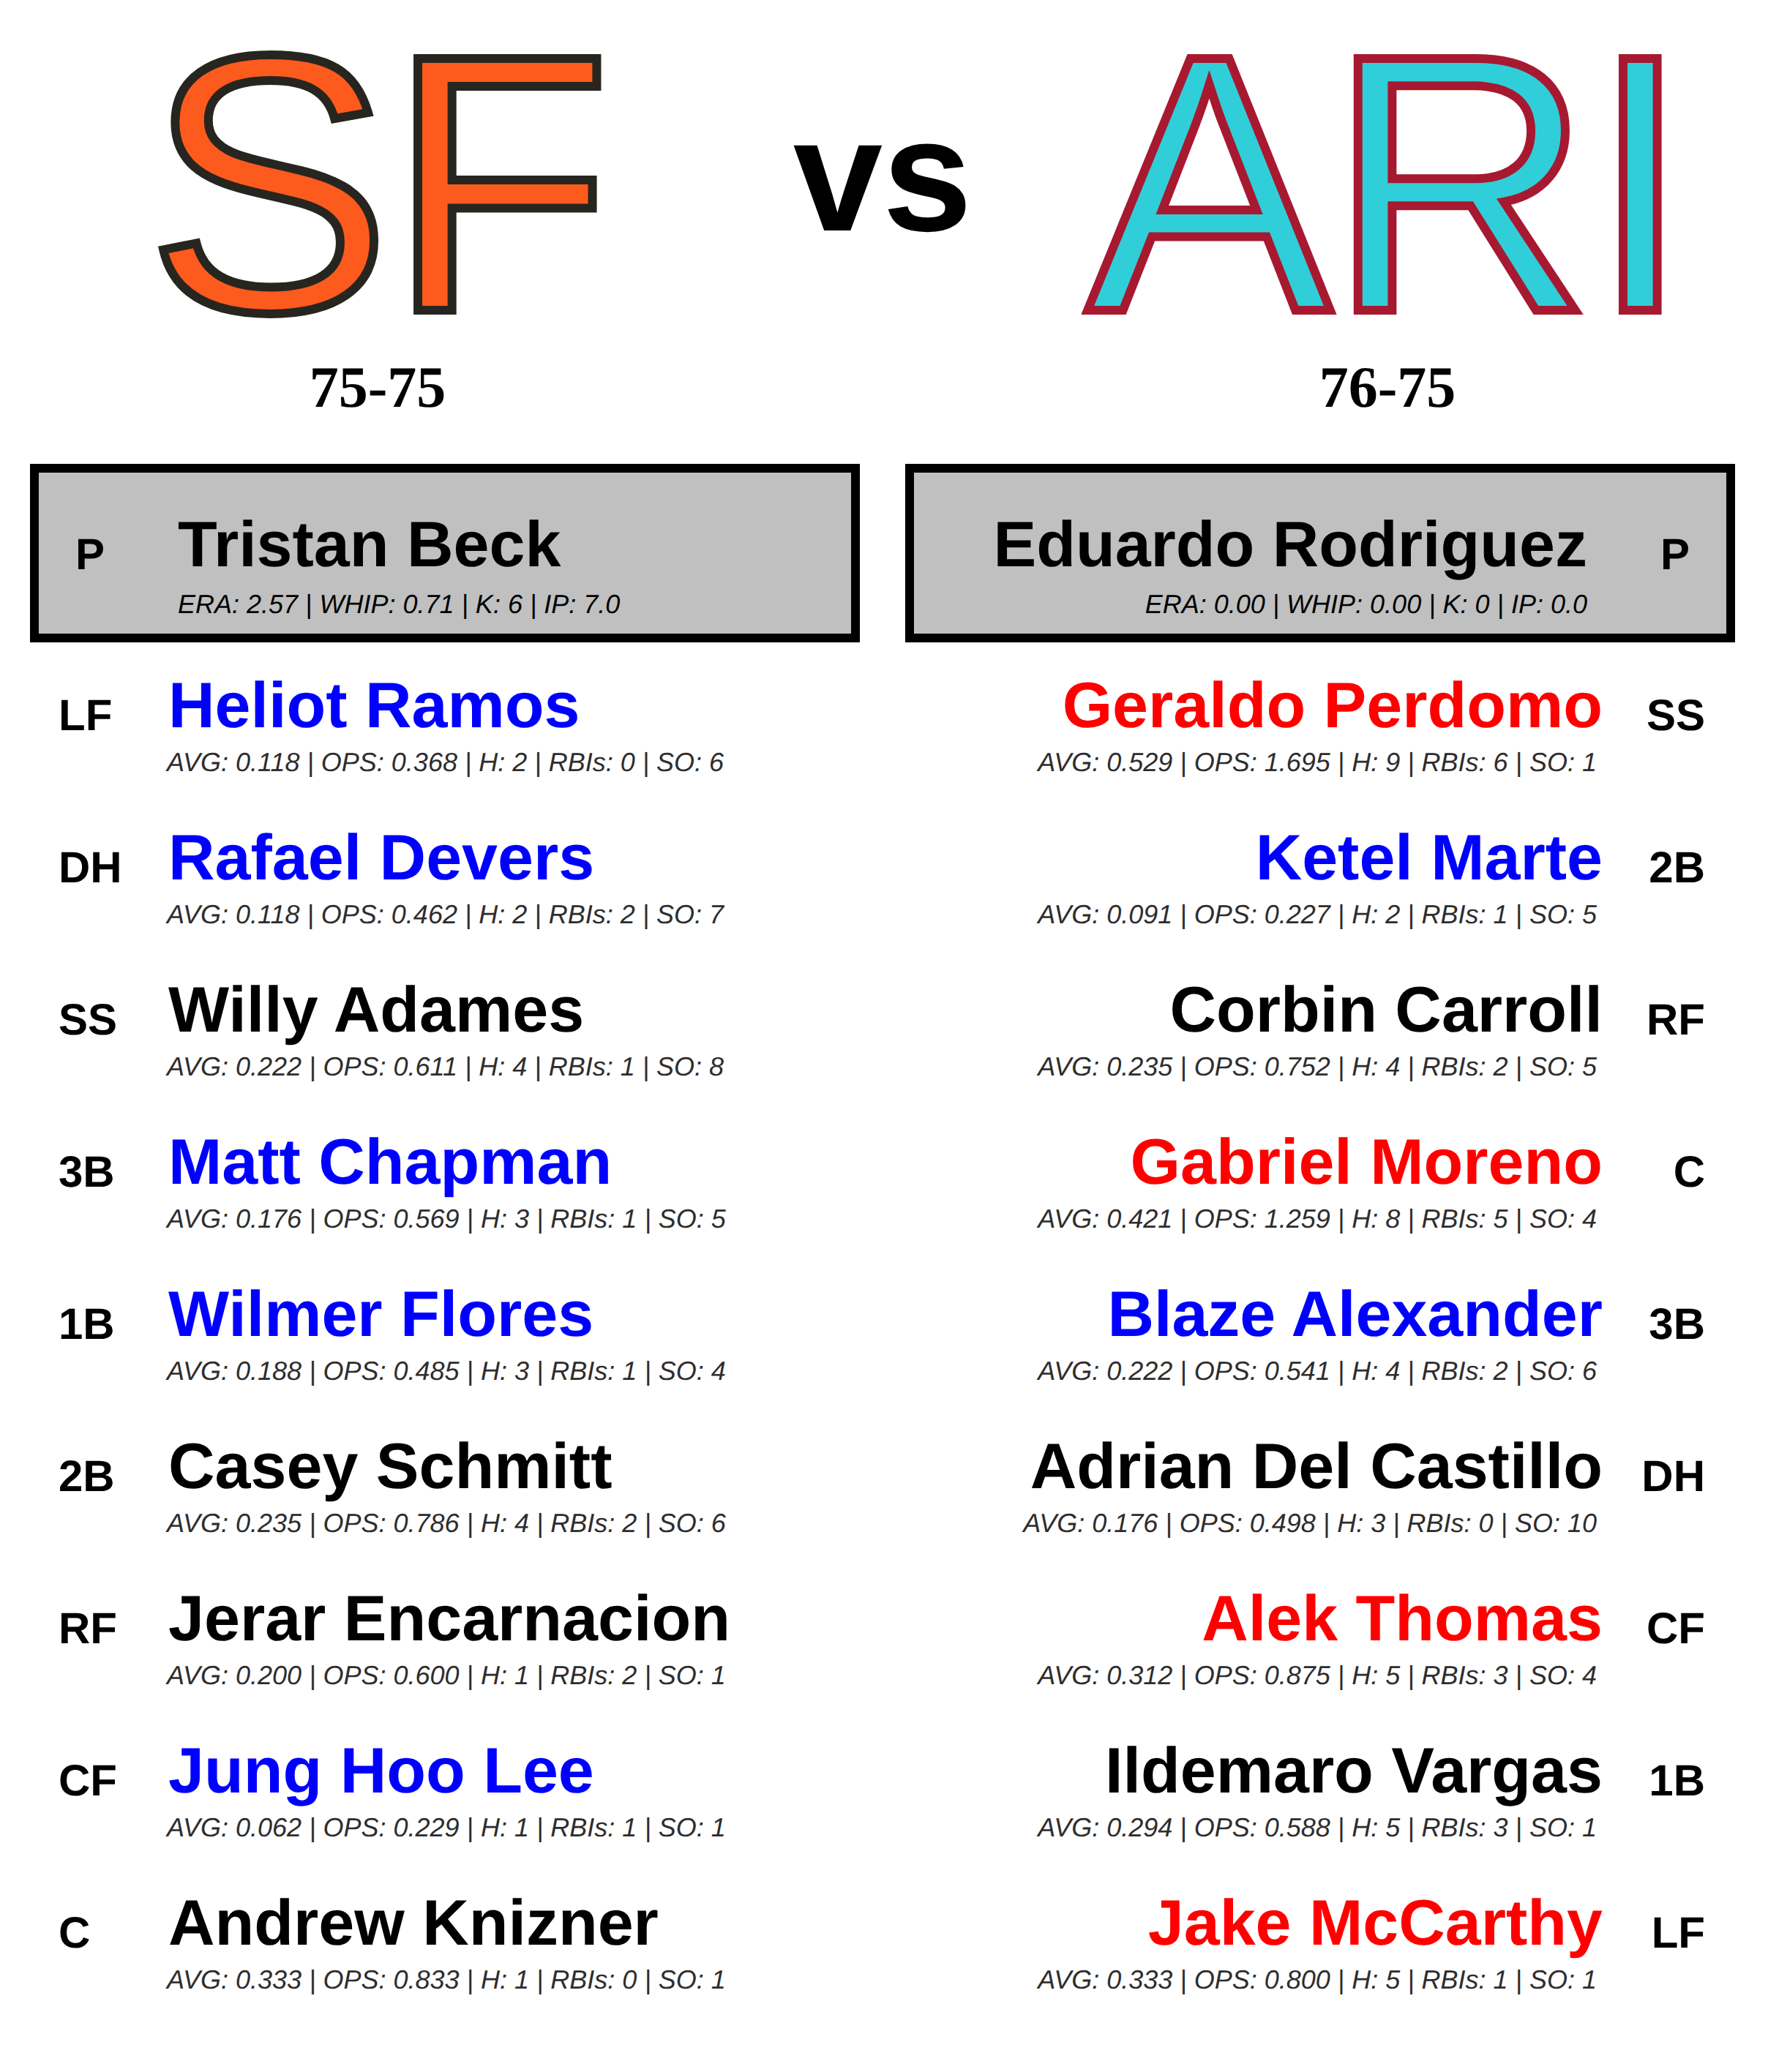 SF vs ARI
75-75 76-75
P Tristan Beck
ERA: 2.57 | WHIP: 0.71 | K: 6 | IP: 7.0
Eduardo Rodriguez P
ERA: 0.00 | WHIP: 0.00 | K: 0 | IP: 0.0
LF Heliot Ramos
AVG: 0.118 | OPS: 0.368 | H: 2 | RBIs: 0 | SO: 6
DH Rafael Devers
AVG: 0.118 | OPS: 0.462 | H: 2 | RBIs: 2 | SO: 7
SS Willy Adames
AVG: 0.222 | OPS: 0.611 | H: 4 | RBIs: 1 | SO: 8
3B Matt Chapman
AVG: 0.176 | OPS: 0.569 | H: 3 | RBIs: 1 | SO: 5
1B Wilmer Flores
AVG: 0.188 | OPS: 0.485 | H: 3 | RBIs: 1 | SO: 4
2B Casey Schmitt
AVG: 0.235 | OPS: 0.786 | H: 4 | RBIs: 2 | SO: 6
RF Jerar Encarnacion
AVG: 0.200 | OPS: 0.600 | H: 1 | RBIs: 2 | SO: 1
CF Jung Hoo Lee
AVG: 0.062 | OPS: 0.229 | H: 1 | RBIs: 1 | SO: 1
C Andrew Knizner
AVG: 0.333 | OPS: 0.833 | H: 1 | RBIs: 0 | SO: 1
Geraldo Perdomo SS
AVG: 0.529 | OPS: 1.695 | H: 9 | RBIs: 6 | SO: 1
Ketel Marte 2B
AVG: 0.091 | OPS: 0.227 | H: 2 | RBIs: 1 | SO: 5
Corbin Carroll RF
AVG: 0.235 | OPS: 0.752 | H: 4 | RBIs: 2 | SO: 5
Gabriel Moreno C
AVG: 0.421 | OPS: 1.259 | H: 8 | RBIs: 5 | SO: 4
Blaze Alexander 3B
AVG: 0.222 | OPS: 0.541 | H: 4 | RBIs: 2 | SO: 6
Adrian Del Castillo DH
AVG: 0.176 | OPS: 0.498 | H: 3 | RBIs: 0 | SO: 10
Alek Thomas CF
AVG: 0.312 | OPS: 0.875 | H: 5 | RBIs: 3 | SO: 4
Ildemaro Vargas 1B
AVG: 0.294 | OPS: 0.588 | H: 5 | RBIs: 3 | SO: 1
Jake McCarthy LF
AVG: 0.333 | OPS: 0.800 | H: 5 | RBIs: 1 | SO: 1